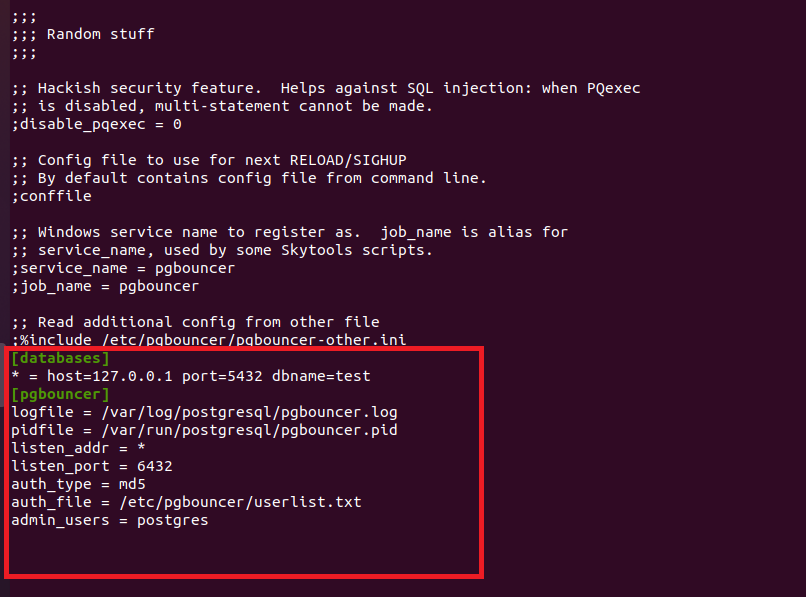 ;;;
;;; Random stuff
;;;
;; Hackish security feature.  Helps against SQL injection: when PQexec
;; is disabled, multi-statement cannot be made.
;disable_pqexec = 0
;; Config file to use for next RELOAD/SIGHUP
;; By default contains config file from command line.
;conffile
;; Windows service name to register as.  job_name is alias for
;; service_name, used by some Skytools scripts.
;service_name = pgbouncer
;job_name = pgbouncer
;; Read additional config from other file
;%include /etc/pgbouncer/pgbouncer-other.ini
[databases]
* = host=127.0.0.1 port=5432 dbname=test
[pgbouncer]
logfile = /var/log/postgresql/pgbouncer.log
pidfile = /var/run/postgresql/pgbouncer.pid
listen_addr = *
listen_port = 6432
auth_type = md5
auth_file = /etc/pgbouncer/userlist.txt
admin_users = postgres